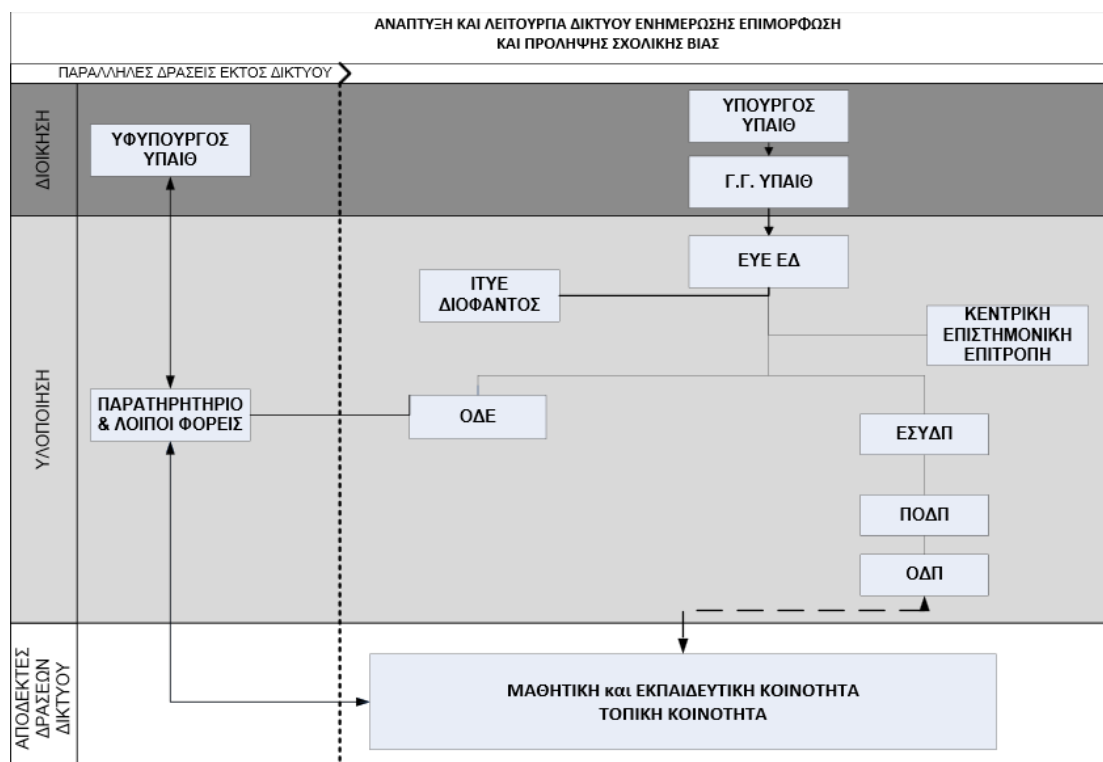 ΑΝΑΠΤΥΞΗ ΚΑΙ ΛΕΙΤΟΥΡΓΙΑ ΔΙΚΤΥΟΥ ΕΝΗΜΕΡΩΣΗΣ ΕΠΙΜΟΡΦΩΣΗ
ΚΑΙ ΠΡΟΛΗΨΗΣ ΣΧΟΛΙΚΗΣ ΒΙΑΣ
ΠΑΡΑΛΛΗΛΕΣ ΔΡΑΣΕΙΣ ΕΚΤΟΣ ΔΙΚΤΥΟΥ
ΔΙΟΙΚΗΣΗ
ΥΦΥΠΟΥΡΓΟΣ
ΥΠΑΙΘ
ΥΠΟΥΡΓΟΣ
ΥΠΑΙΘ
Γ.Γ. ΥΠΑΙΘ
ΥΛΟΠΟΙΗΣΗ
ΕΥΕ ΕΔ
ΙΤΥΕ
ΔΙΟΦΑΝΤΟΣ
ΚΕΝΤΡΙΚΗ
ΕΠΙΣΤΗΜΟΝΙΚΗ
ΕΠΙΤΡΟΠΗ
ΠΑΡΑΤΗΡΗΤΗΡΙΟ
& ΛΟΙΠΟΙ ΦΟΡΕΙΣ
ΟΔΕ
ΕΣΥΔΠ
ΠΟΔΠ
ΟΔΠ
ΑΠΟΔΕΚΤΕΣ
ΔΡΑΣΕΩΝ
ΔΙΚΤΥΟΥ
ΜΑΘΗΤΙΚΗ και ΕΚΠΑΙΔΕΥΤΙΚΗ ΚΟΙΝΟΤΗΤΑ
ΤΟΠΙΚΗ ΚΟΙΝΟΤΗΤΑ